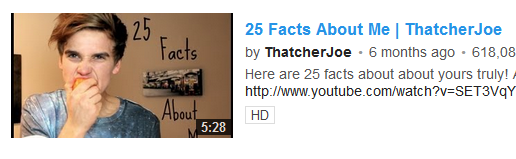 25
Facts
About
Me
5:28
25 Facts About Me | ThatcherJoe
by ThatcherJoe • 6 months ago • 618,08
Here are 25 facts about about yours truly! A
http://www.youtube.com/watch?v=SET3VqY
HD